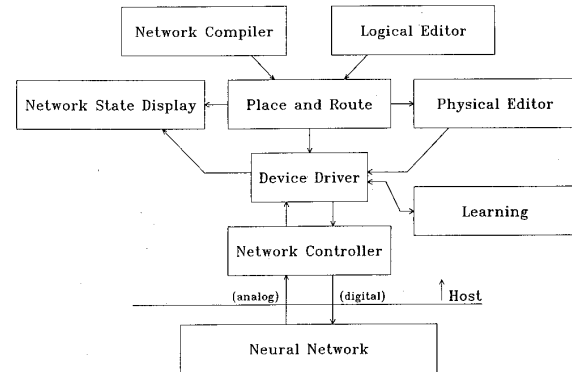 Network Compiler
Logical Editor
Network State Display
Place and Route
Physical Editor
Device Driver
Learning
Network Controller
(analog)
(digital)
Host
Neural Network